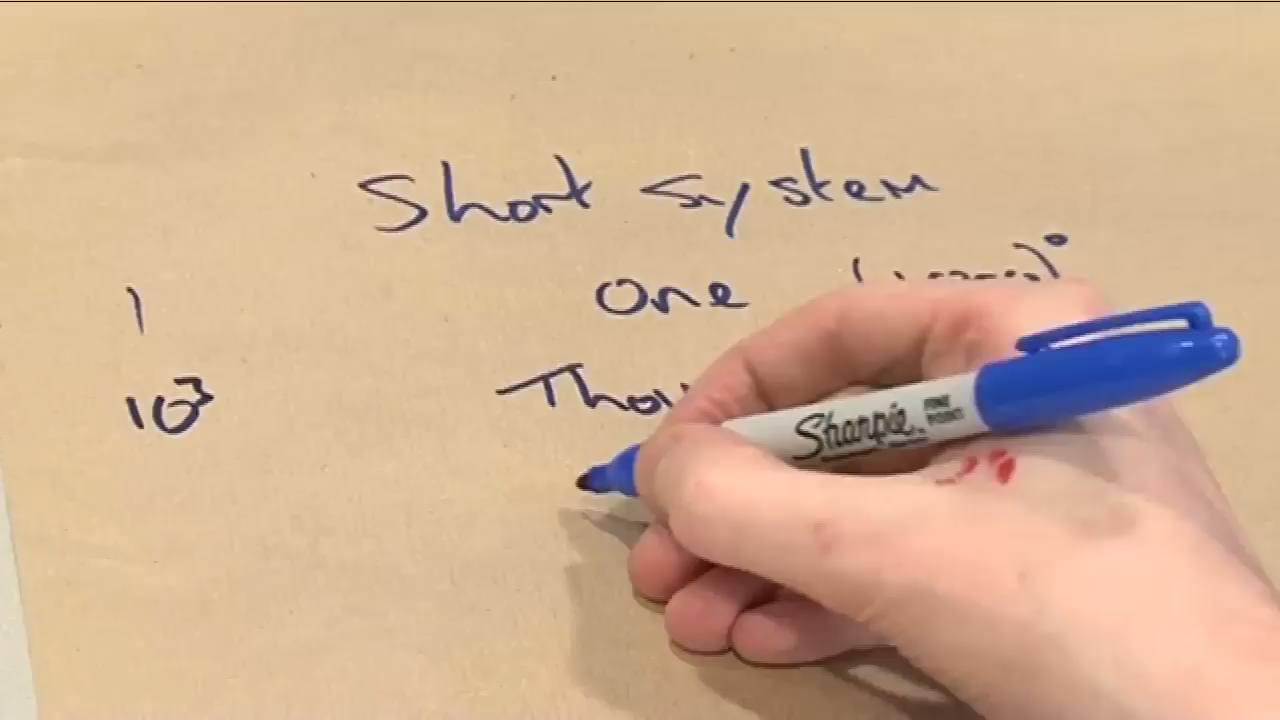 Short system
1 One
10³ Thou
Sharpie. FINE POINT